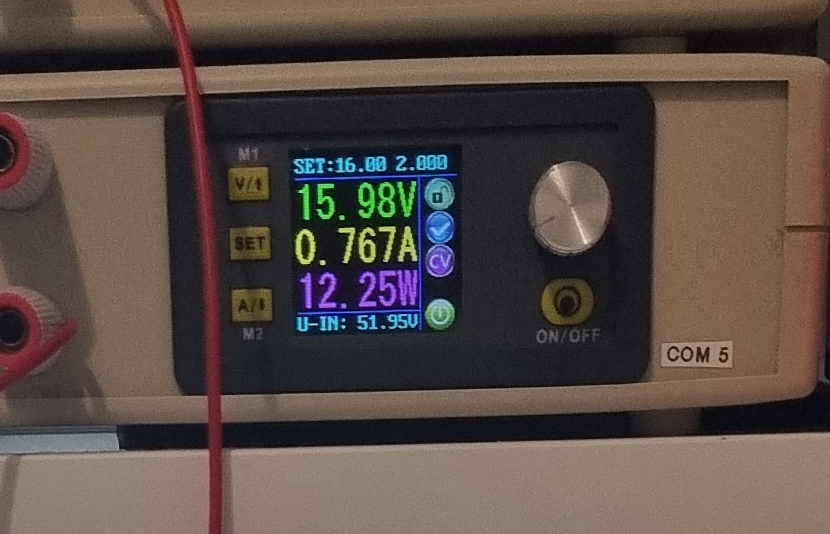 M1
V/⬆
SET
A/⬆
M2
SET:16.00 2.000
15.98V
0.767A
12.25W
U-IN: 51.95V
CV
ON/OFF
COM 5